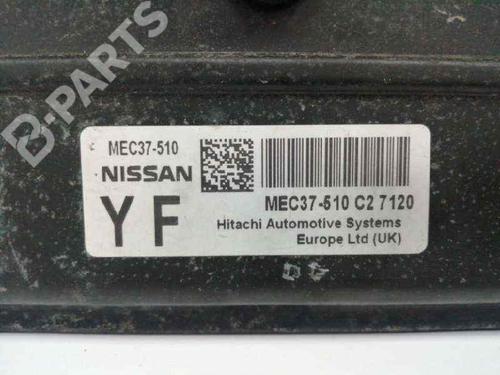 B-PARTS
MEC37-510
NISSAN
YF
MEC37-510 C2 7120
Hitachi Automotive Systems
Europe Ltd (UK)